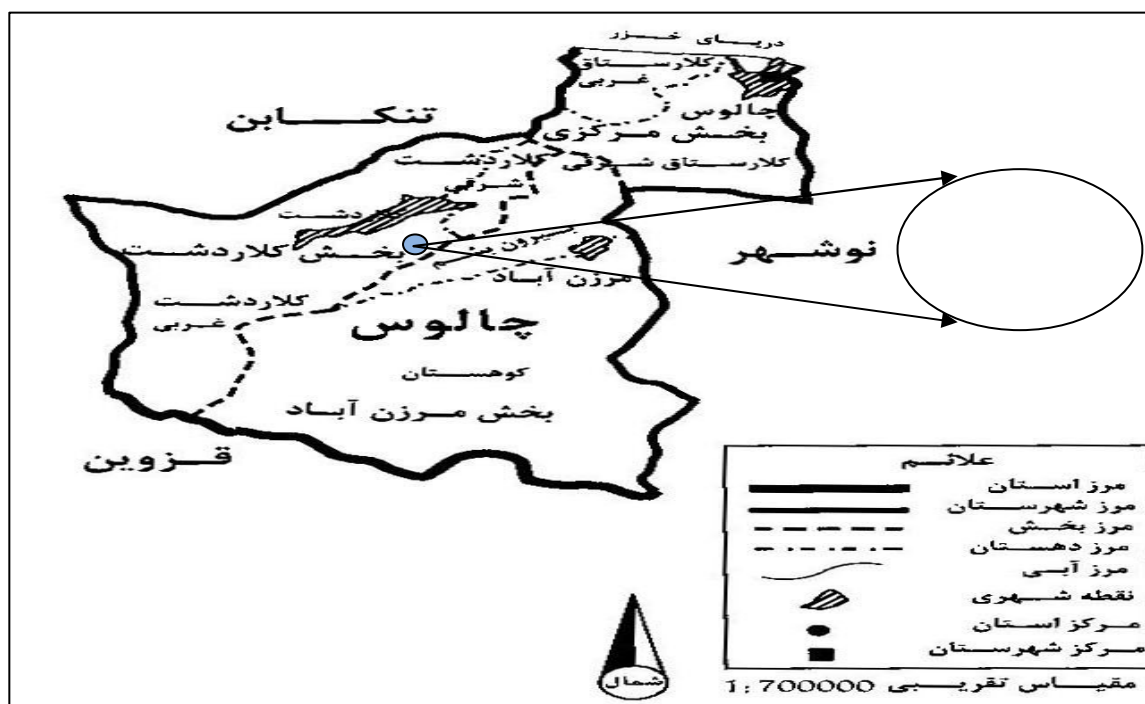 دریای خزر
کلارستاق
غربی
چالوس
بخش مرکزی
کلارستاق شرقی
تنکابن
کلاردشت
شرقی
دشت
بخش کلاردشت
بیرون بشم
مرزن آباد
نوشهر
کلاردشت
غربی
چالوس
کوهستان
بخش مرزن آباد
قزوین
علائم
مرز استان
مرز شهرستان
مرز بخش
مرز دهستان
مرز آبی
نقطه شهری
مرکز استان
مرکز شهرستان
مقیاس تقریبی 1:700000
شمال